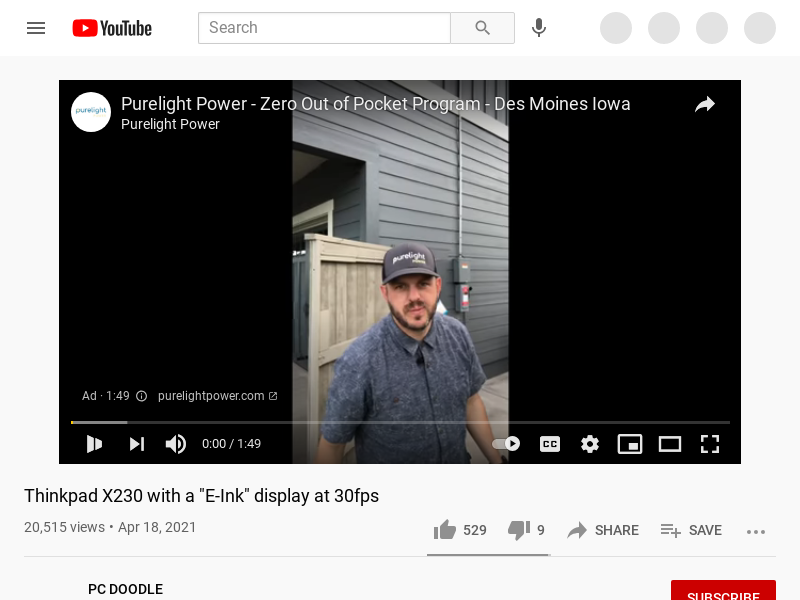 YouTube
Search
purelight
Purelight Power - Zero Out of Pocket Program - Des Moines Iowa
Purelight Power
purelight
Ad · 1:49
purelightpower.com
0:00 / 1:49
CC
Thinkpad X230 with a "E-Ink" display at 30fps
20,515 views • Apr 18, 2021
529
9
SHARE
SAVE
PC DOODLE
SUBSCRIBE